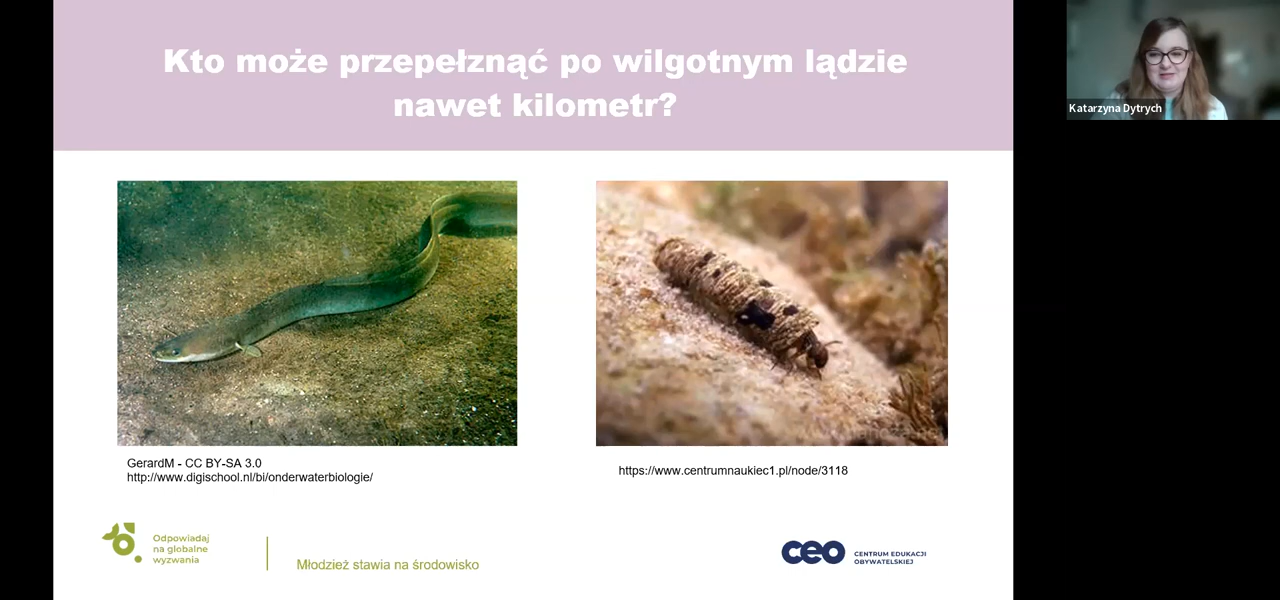 Kto może przepełznąć po wilgotnym lądzie
nawet kilometr?
Katarzyna Dytrych
GerardM - CC BY-SA 3.0
http://www.digischool.nl/bi/onderwaterbiologie/
https://www.centrumnaukiec1.pl/node/3118
Odpowiadaj
na globalne
wyzwania
Młodzież stawia na środowisko
ceo
CENTRUM EDUKACJI
OBYWATELSKIEJ